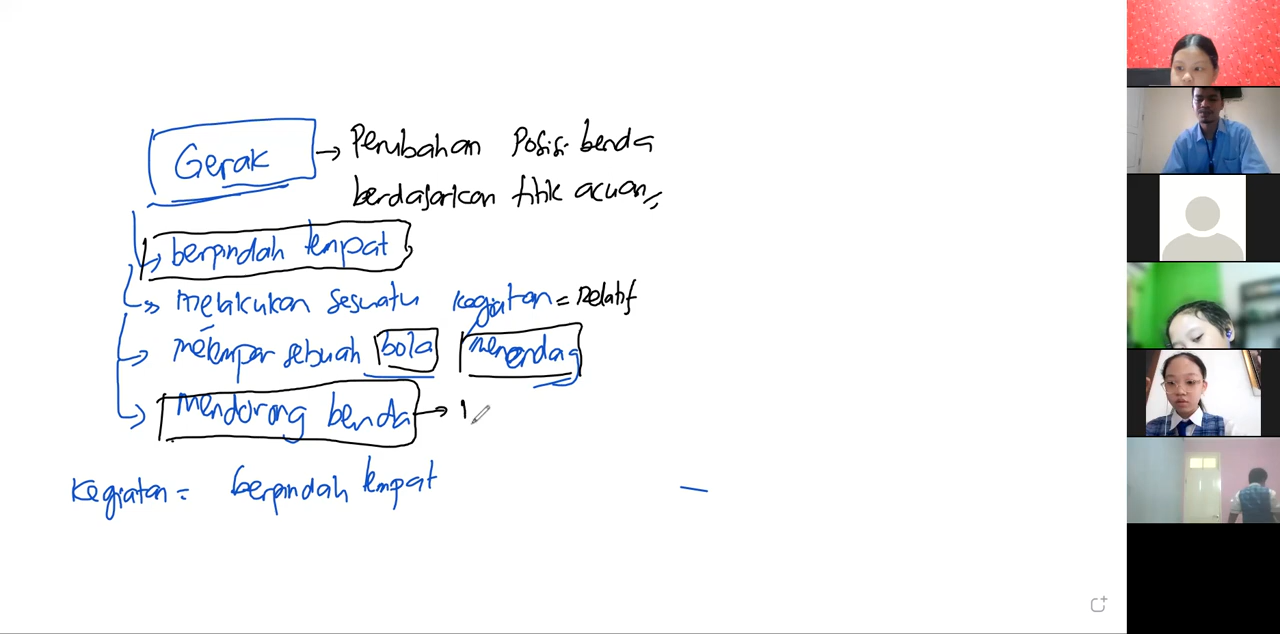 Gerak → Perubahan Posisi benda
berdasarkan titik acuan
→ berpindah tempat
→ melakukan sesuatu kegiatan = Relatif
→ melempar sebuah bola menendang
→ Mendorong benda → 1
Kegiatan = berpindah tempat